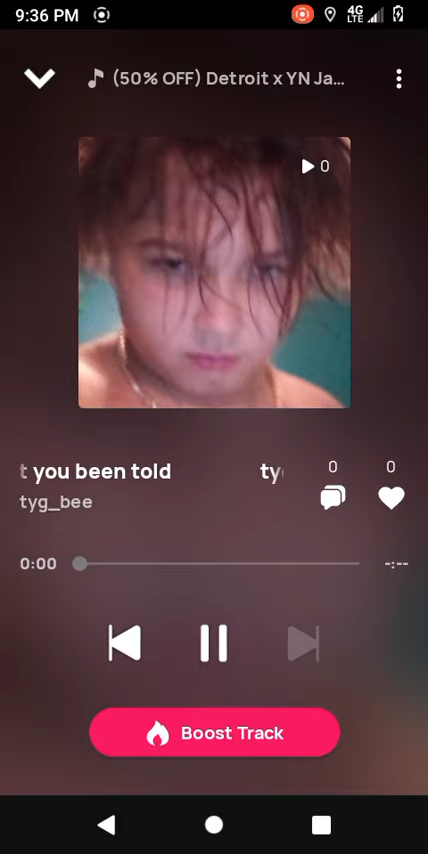 9:36 PM 4G LTE
(50% OFF) Detroit x YN Ja...
0
you been told
0 0
tyg_bee
0:00 -:--
Boost Track